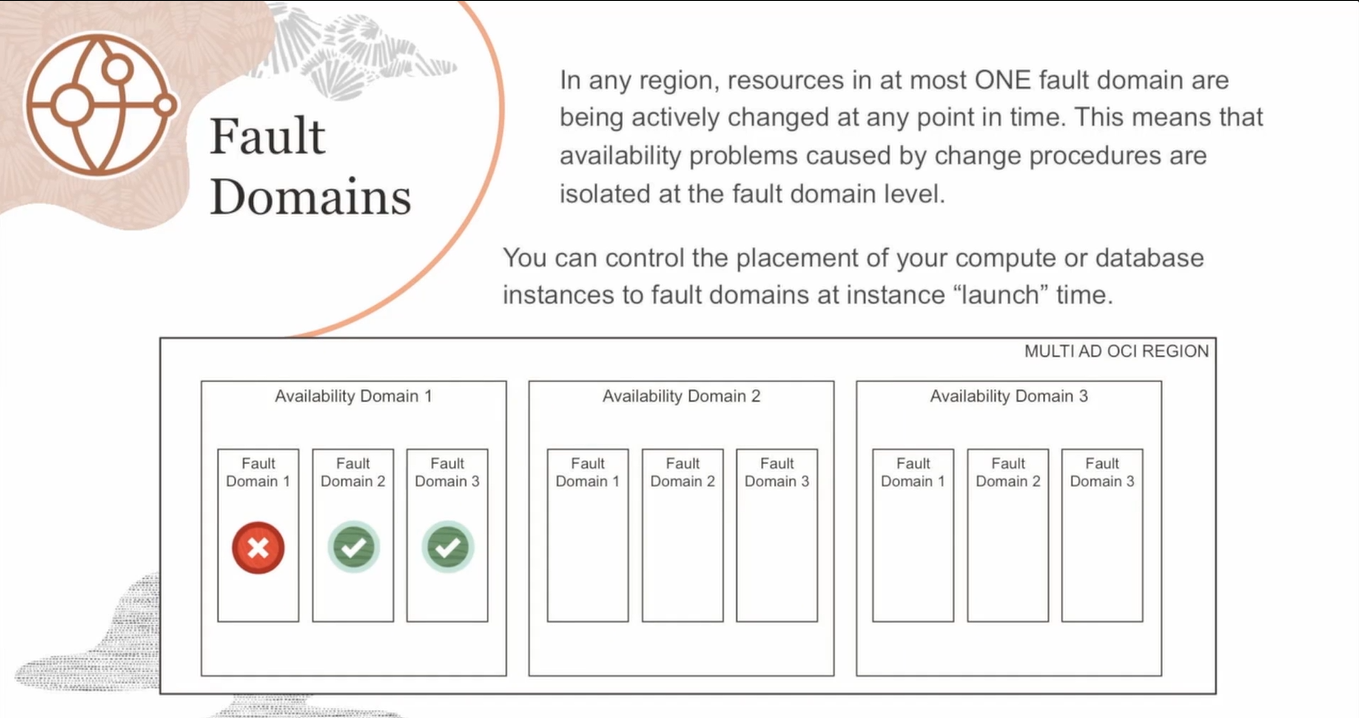 Fault
Domains
In any region, resources in at most ONE fault domain are
being actively changed at any point in time. This means that
availability problems caused by change procedures are
isolated at the fault domain level.
You can control the placement of your compute or database
instances to fault domains at instance “launch” time.
MULTI AD OCI REGION
Availability Domain 1
Fault
Domain 1
Fault
Domain 2
Fault
Domain 3
Availability Domain 2
Fault
Domain 1
Fault
Domain 2
Fault
Domain 3
Availability Domain 3
Fault
Domain 1
Fault
Domain 2
Fault
Domain 3